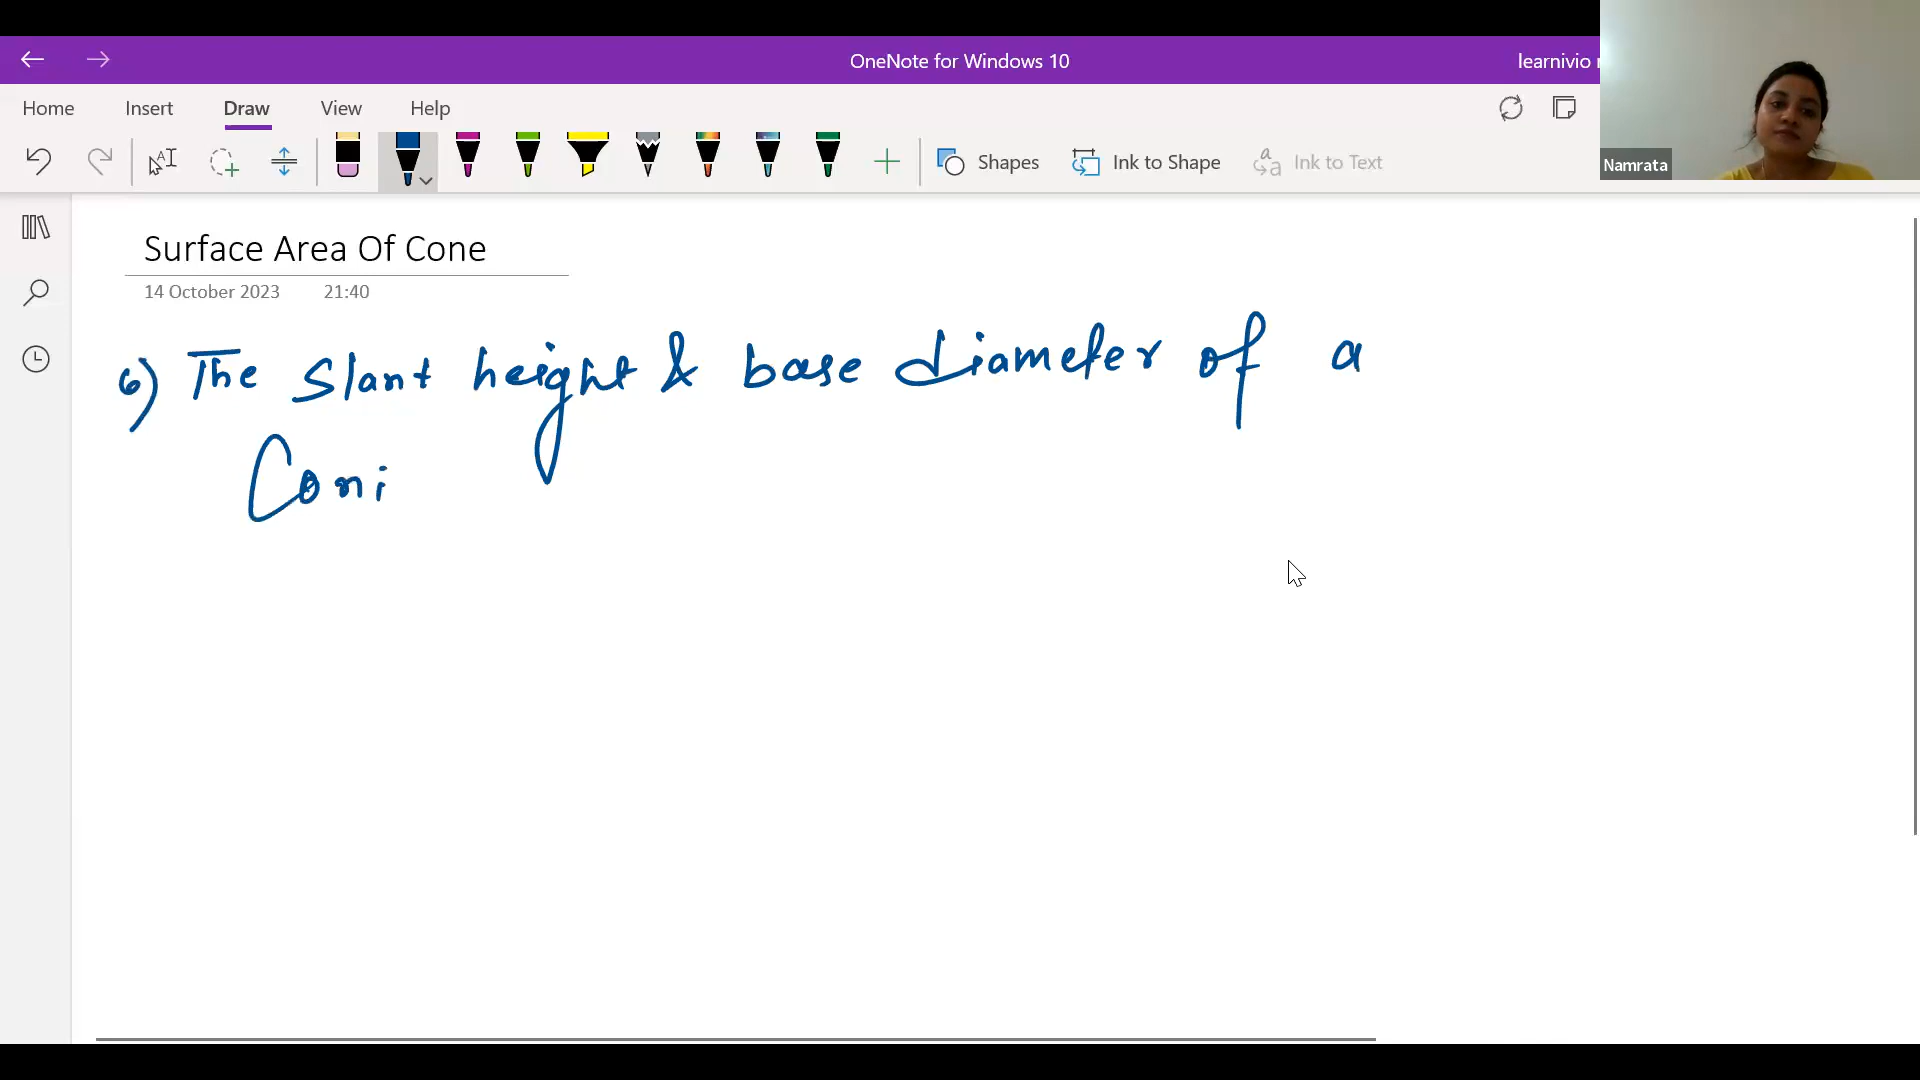 OneNote for Windows 10
learnivio
Home Insert Draw View Help
Shapes Ink to Shape Ink to Text
Namrata
Surface Area Of Cone
14 October 2023 21:40
6) The Slant height & base diameter of a
Coni